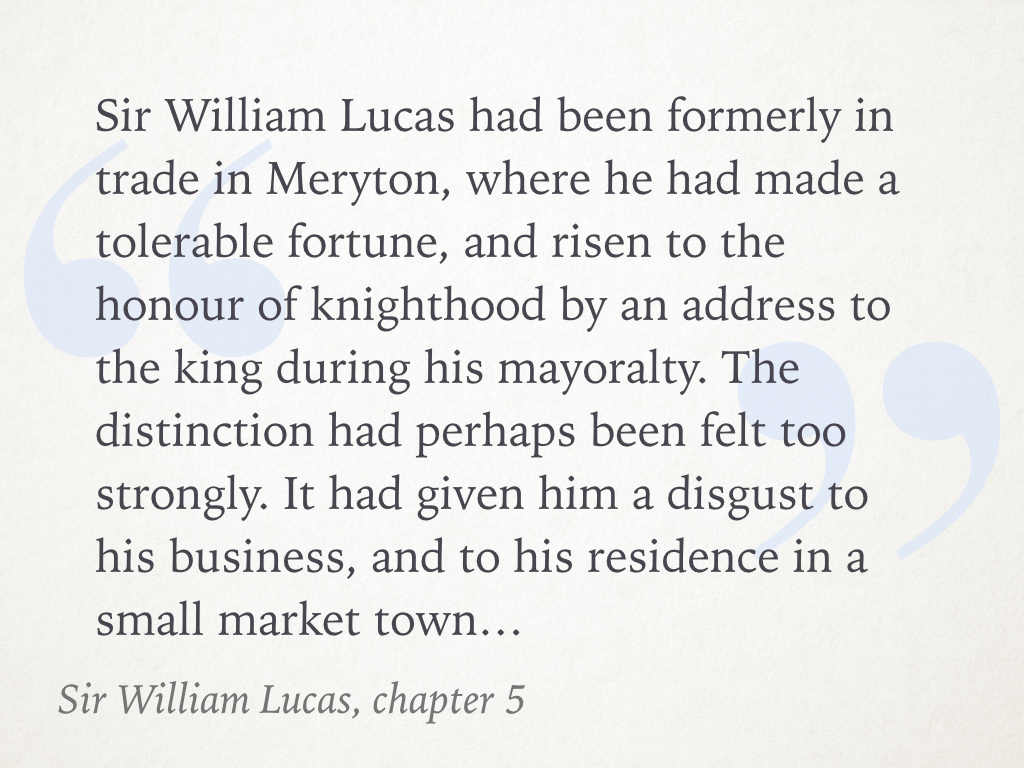 Sir William Lucas had been formerly in
trade in Meryton, where he had made a
tolerable fortune, and risen to the
honour of knighthood by an address to
the king during his mayoralty. The
distinction had perhaps been felt too
strongly. It had given him a disgust to
his business, and to his residence in a
small market town…
Sir William Lucas, chapter 5